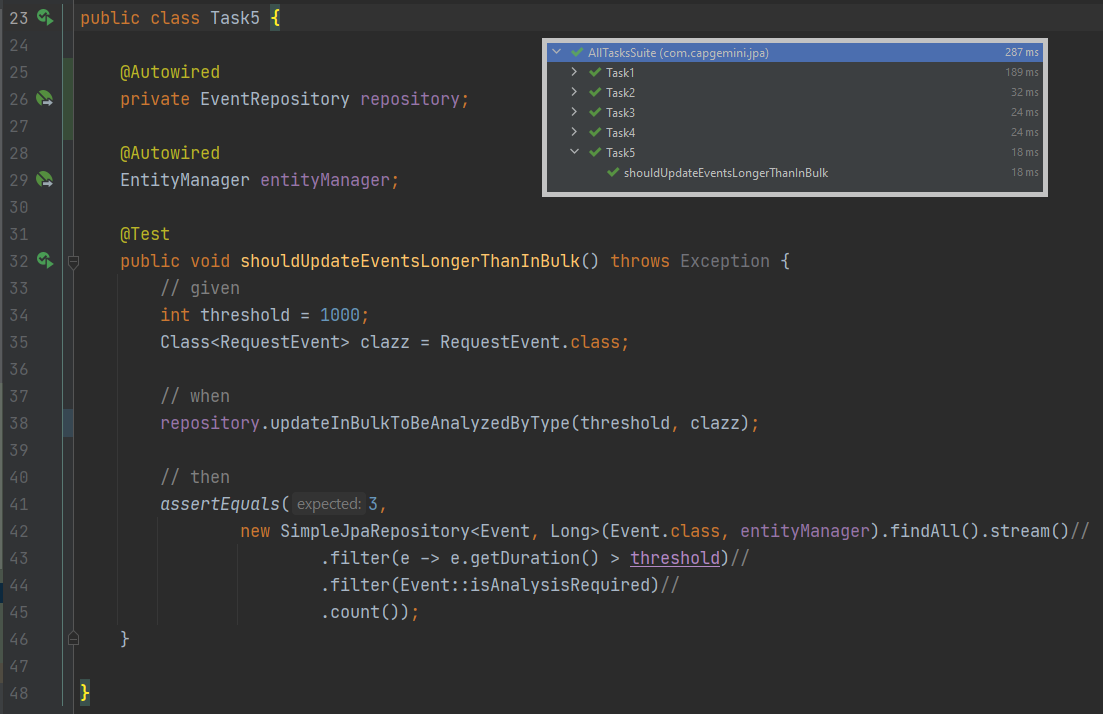 23 public class Task5 {
24
25 @Autowired
26 private EventRepository repository;
27
28 @Autowired
29 EntityManager entityManager;
30
31 @Test
32 public void shouldUpdateEventsLongerThanInBulk() throws Exception {
33 // given
34 int threshold = 1000;
35 Class<RequestEvent> clazz = RequestEvent.class;
36
37 // when
38 repository.updateInBulkToBeAnalyzedByType(threshold, clazz);
39
40 // then
41 assertEquals( expected: 3,
42 new SimpleJpaRepository<Event, Long>(Event.class, entityManager).findAll().stream()//
43 .filter(e -> e.getDuration() > threshold)//
44 .filter(Event::isAnalysisRequired)//
45 .count());
46 }
47
48 }
AllTasksSuite (com.capgemini.jpa) 287 ms
Task1 189 ms
Task2 32 ms
Task3 24 ms
Task4 24 ms
Task5 18 ms
shouldUpdateEventsLongerThanInBulk 18 ms